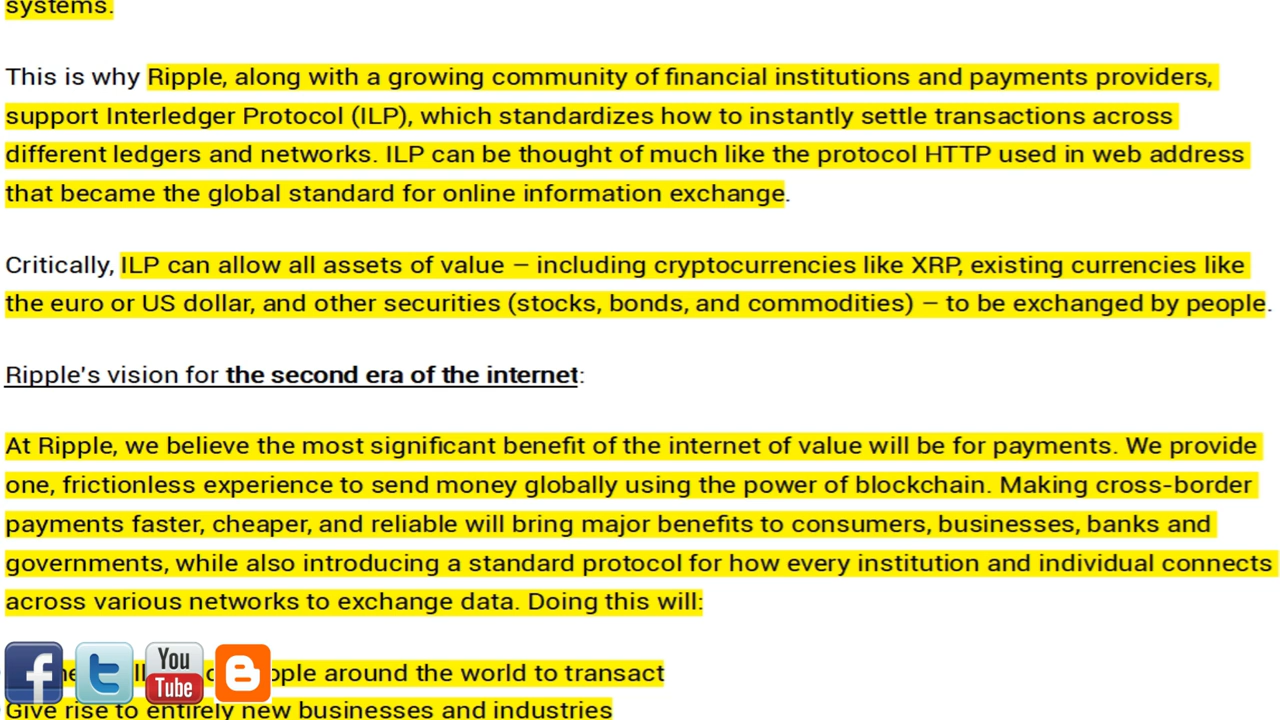 systems.
This is why Ripple, along with a growing community of financial institutions and payments providers,
support Interledger Protocol (ILP), which standardizes how to instantly settle transactions across
different ledgers and networks. ILP can be thought of much like the protocol HTTP used in web address
that became the global standard for online information exchange.
Critically, ILP can allow all assets of value – including cryptocurrencies like XRP, existing currencies like
the euro or US dollar, and other securities (stocks, bonds, and commodities) – to be exchanged by people.
Ripple's vision for the second era of the internet:
At Ripple, we believe the most significant benefit of the internet of value will be for payments. We provide
one, frictionless experience to send money globally using the power of blockchain. Making cross-border
payments faster, cheaper, and reliable will bring major benefits to consumers, businesses, banks and
governments, while also introducing a standard protocol for how every institution and individual connects
across various networks to exchange data. Doing this will:
around the world to transact
Give rise to entirely new businesses and industries
You
Tube